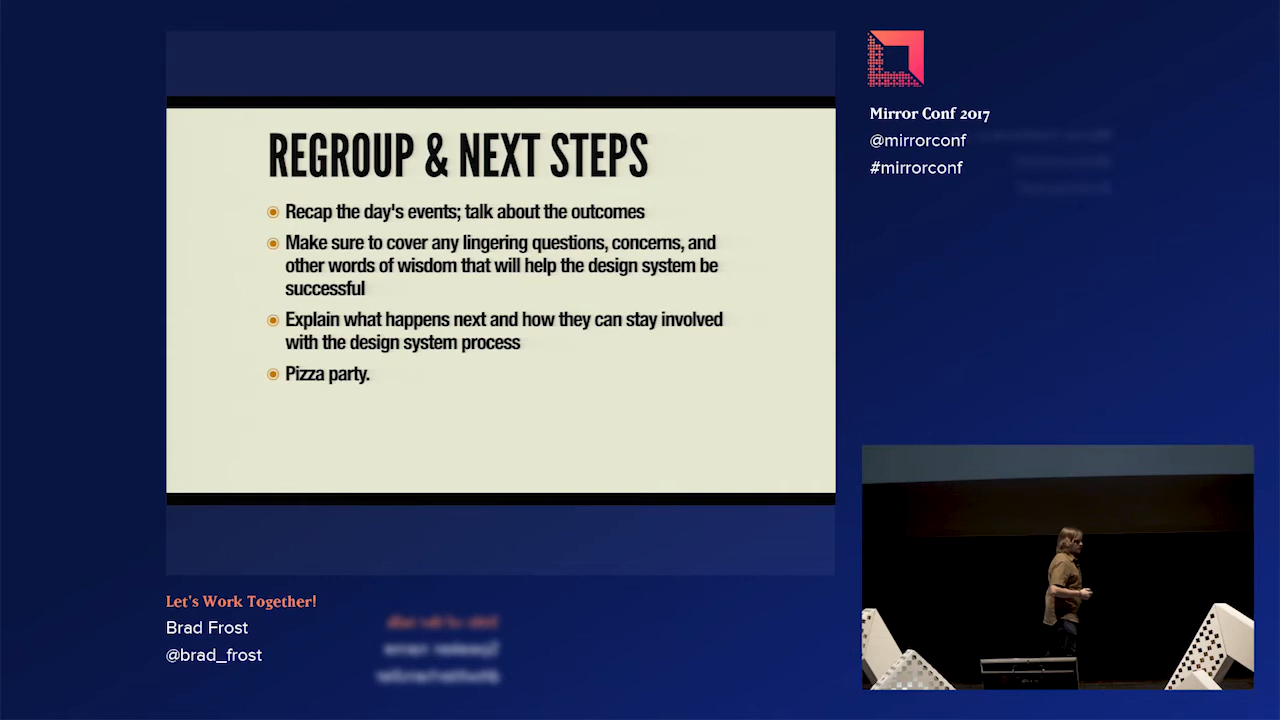 REGROUP & NEXT STEPS
Recap the day's events; talk about the outcomes
Make sure to cover any lingering questions, concerns, and
other words of wisdom that will help the design system be
successful
Explain what happens next and how they can stay involved
with the design system process
Pizza party.
Mirror Conf 2017
@mirrorconf
#mirrorconf
Let's Work Together!
Brad Frost
@brad_frost